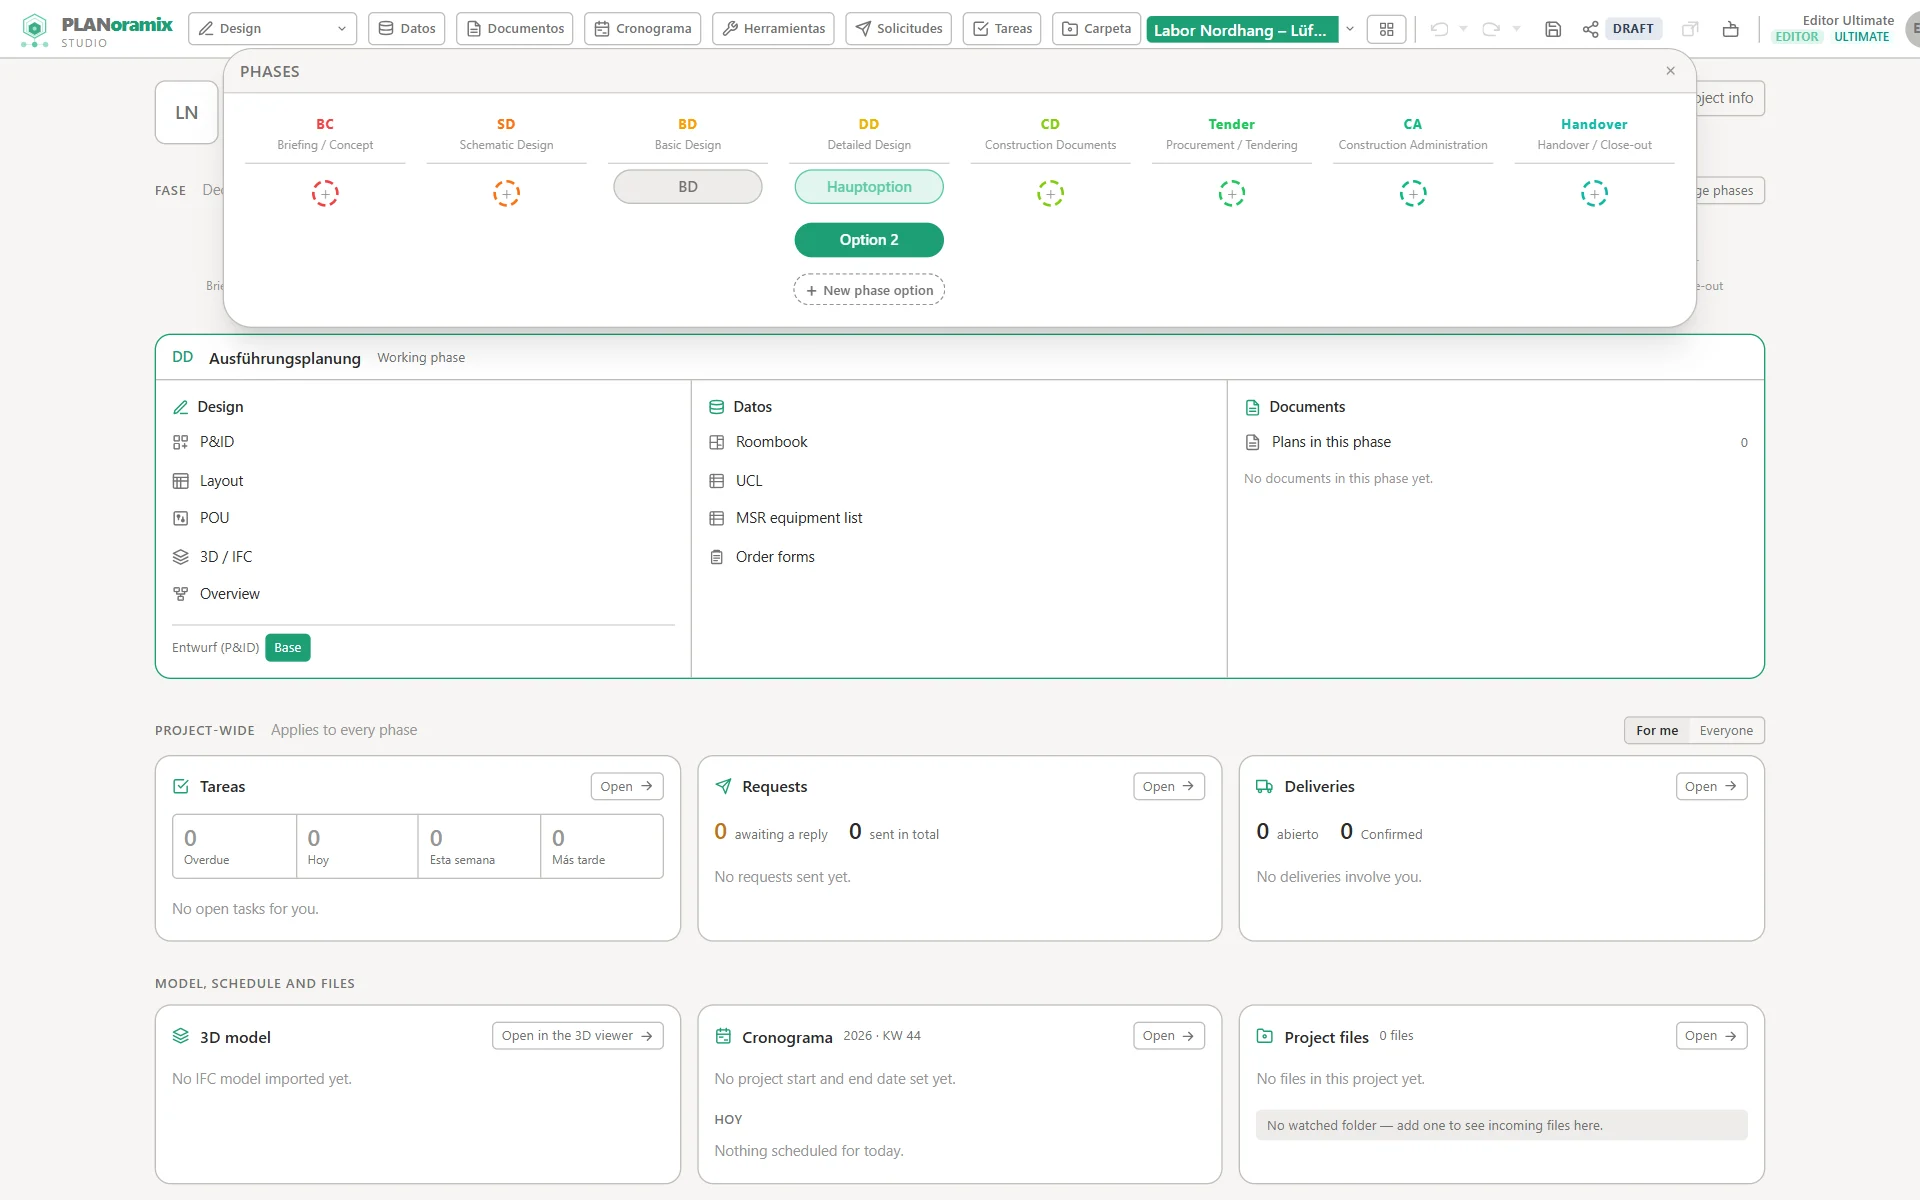 PLANoramix
STUDIO
Design
Datos
Documentos
Cronograma
Herramientas
Solicitudes
Tareas
Carpeta
Labor Nordhang – Lüf...
DRAFT
Editor Ultimate
EDITOR ULTIMATE
PHASES
LN
BC
Briefing / Concept
SD
Schematic Design
BD
Basic Design
DD
Detailed Design
CD
Construction Documents
Tender
Procurement / Tendering
CA
Construction Administration
Handover
Handover / Close-out
BD
Hauptoption
Option 2
+ New phase option
FASE
DD Ausführungsplanung Working phase
Design
P&ID
Layout
POU
3D / IFC
Overview
Entwurf (P&ID) Base
Datos
Roombook
UCL
MSR equipment list
Order forms
Documents
Plans in this phase 0
No documents in this phase yet.
PROJECT-WIDE Applies to every phase
For me Everyone
Tareas
Open →
0 Overdue
0 Hoy
0 Esta semana
0 Más tarde
No open tasks for you.
Requests
Open →
0 awaiting a reply 0 sent in total
No requests sent yet.
Deliveries
Open →
0 abierto 0 Confirmed
No deliveries involve you.
MODEL, SCHEDULE AND FILES
3D model
Open in the 3D viewer →
No IFC model imported yet.
Cronograma 2026 · KW 44
Open →
No project start and end date set yet.
HOY
Nothing scheduled for today.
Project files 0 files
Open →
No files in this project yet.
No watched folder — add one to see incoming files here.